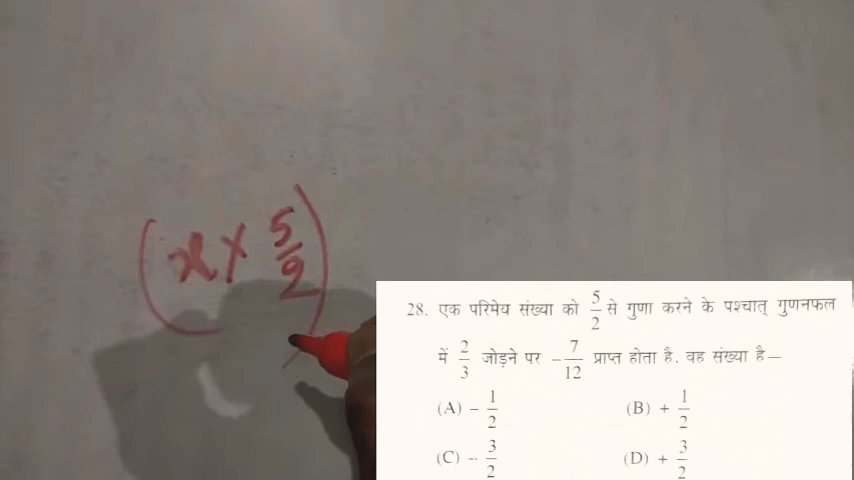 (x × 5/2)
28. एक परिमेय संख्या को 5/2 से गुणा करने के पश्चात् गुणनफल
में 2/3 जोड़ने पर -7/12 प्राप्त होता है. वह संख्या है—
(A) - 1/2 (B) + 1/2
(C) - 3/2 (D) + 3/2